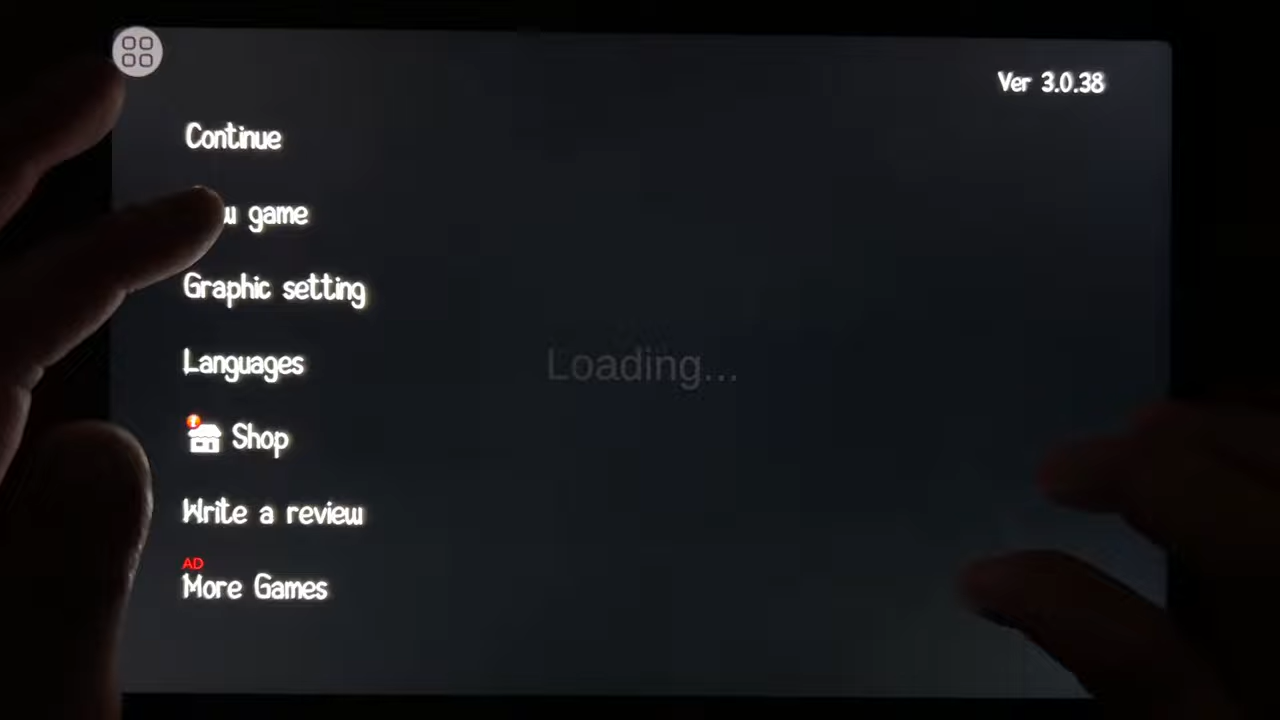 Ver 3.0.38
Continue
game
Graphic setting
Languages
Loading...
Shop
Write a review
AD
More Games